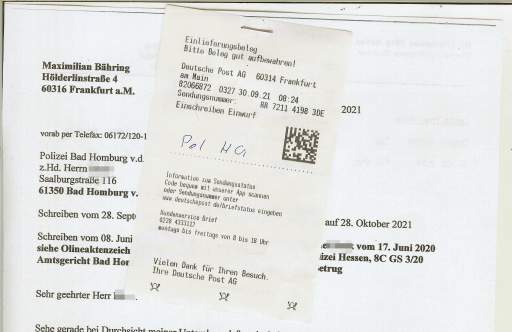 Maximilian Bähring
Hölderlinstraße 4
60316 Frankfurt a.M.
Einlieferungsbeleg
Bitte Beleg gut aufbewahren!
Deutsche Post AG 60314 Frankfurt
am Main
82066872 0327 30.09.21 08:24
Sendungsnummer: RR 7211 4198 3DE
Einschreiben Einwurf
Pol HG
Information zum Sendungsstatus
Code bequem mit unserer App scannen
oder Sendungsnummer unter
www.deutschepost.de/briefstatus eingeben
Kundenservice Brief
0228 4333112
montags bis freitags von 8 bis 18 Uhr
Vielen Dank für Ihren Besuch.
Ihre Deutsche Post AG
2021
vorab per Telefax: 06172/120-1
Polizei Bad Homburg v.d.
z.Hd. Herrn
Saalburgstraße 116
61350 Bad Homburg v.
Schreiben vom 28. Sept
auf 28. Oktober 2021
Schreiben vom 08. Juni
vom 17. Juni 2020
siehe Olineaktenzeich
izei Hessen, 8C GS 3/20
Amtsgericht Bad Hor
etrug
Sehr geehrter Herr